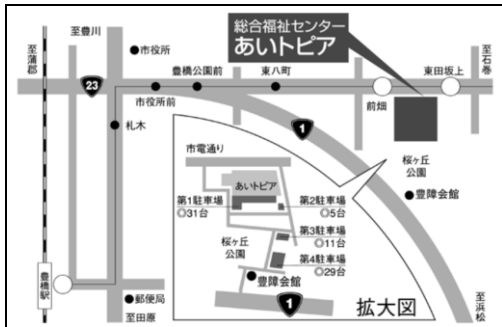 総合福祉センター
あいトピア
至豊川
至蒲郡
市役所
豊橋公園前
東八町
東田坂上
至石巻
23
市役所前
前畑
札木
1
桜ヶ丘
公園
豊障会館
市電通り
あいトピア
第1駐車場
◎31台
第2駐車場
◎5台
第3駐車場
◎11台
桜ヶ丘
公園
第4駐車場
◎29台
豊障会館
1
拡大図
豊橋駅
郵便局
至田原
至浜松